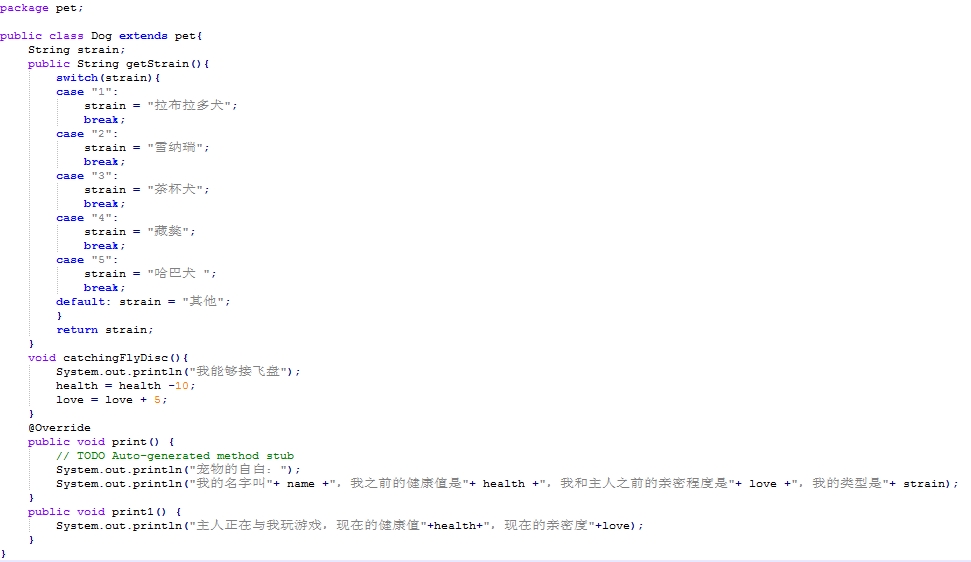 package pet;
public class Dog extends pet{
String strain;
public String getStrain(){
switch(strain){
case "1":
strain = "拉布拉多犬";
break;
case "2":
strain = "雪纳瑞";
break;
case "3":
strain = "茶杯犬";
break;
case "4":
strain = "藏獒";
break;
case "5":
strain = "哈巴犬 ";
break;
default: strain = "其他";
}
return strain;
}
void catchingFlyDisc(){
System.out.println("我能够接飞盘");
health = health -10;
love = love + 5;
}
@Override
public void print() {
// TODO Auto-generated method stub
System.out.println("宠物的自白：");
System.out.println("我的名字叫"+ name +"，我之前的健康值是"+ health +"，我和主人之前的亲密程度是"+ love +"，我的类型是"+ strain);
}
public void print1() {
System.out.println("主人正在与我玩游戏，现在的健康值"+health+"，现在的亲密度"+love);
}
}